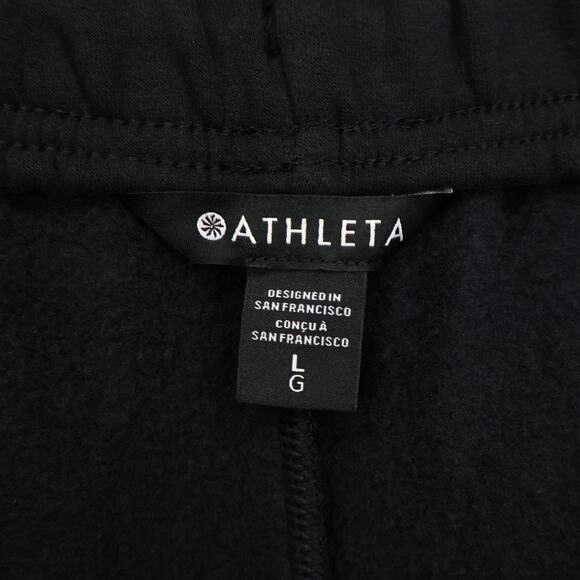 ATHLETA
DESIGNED IN
SAN FRANCISCO
CONÇU À
SAN FRANCISCO
L
G